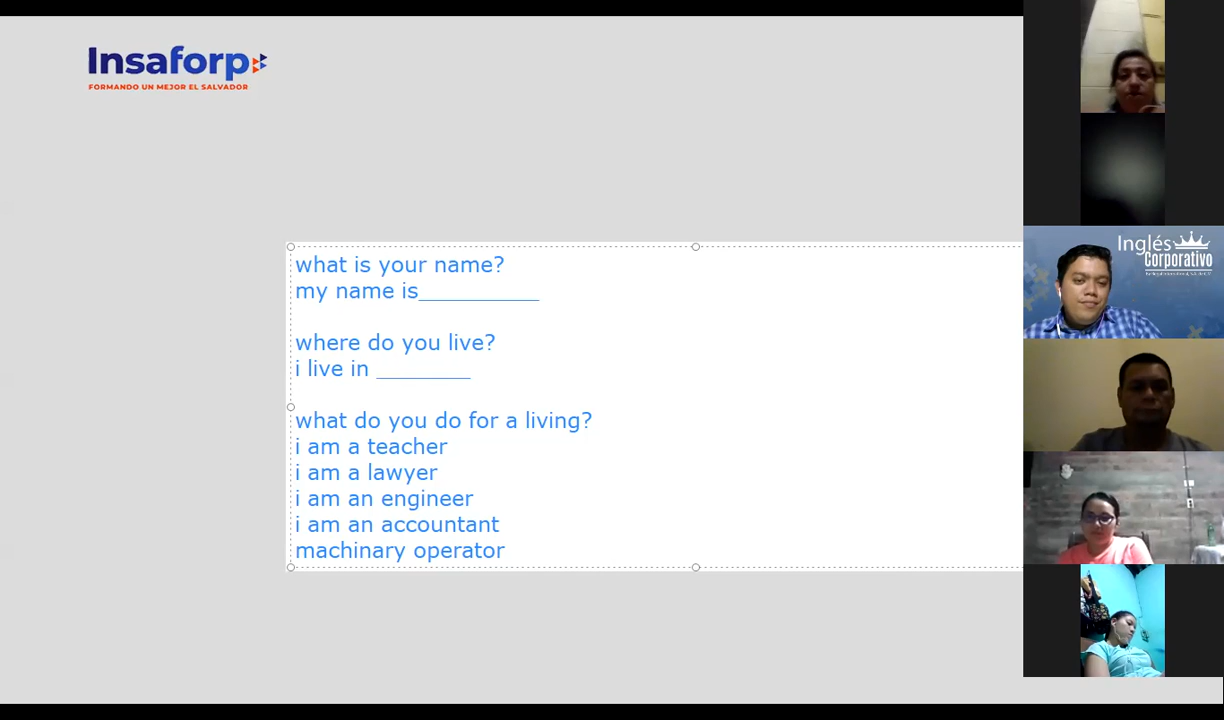 Insaforp
FORMANDO UN MEJOR EL SALVADOR
what is your name?
my name is__________
where do you live?
i live in ________
what do you do for a living?
i am a teacher
i am a lawyer
i am an engineer
i am an accountant
machinary operator
Inglés
Corporativo